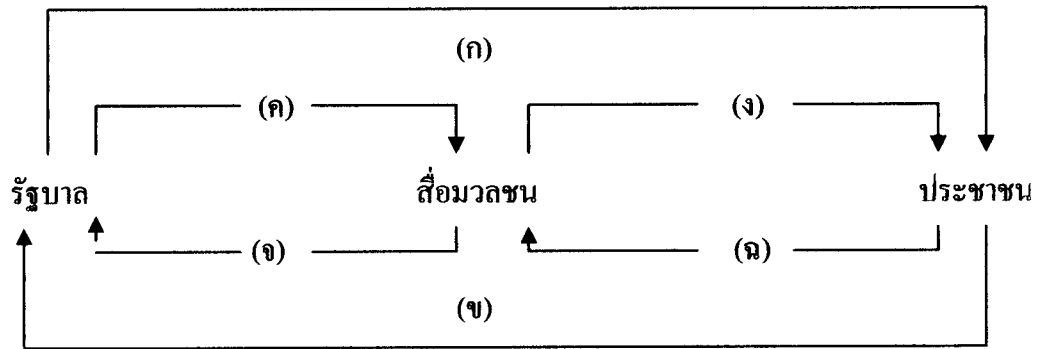 (ก)
(ค) (ง)
รัฐบาล สื่อมวลชน ประชาชน
(จ) (ฉ)
(ข)